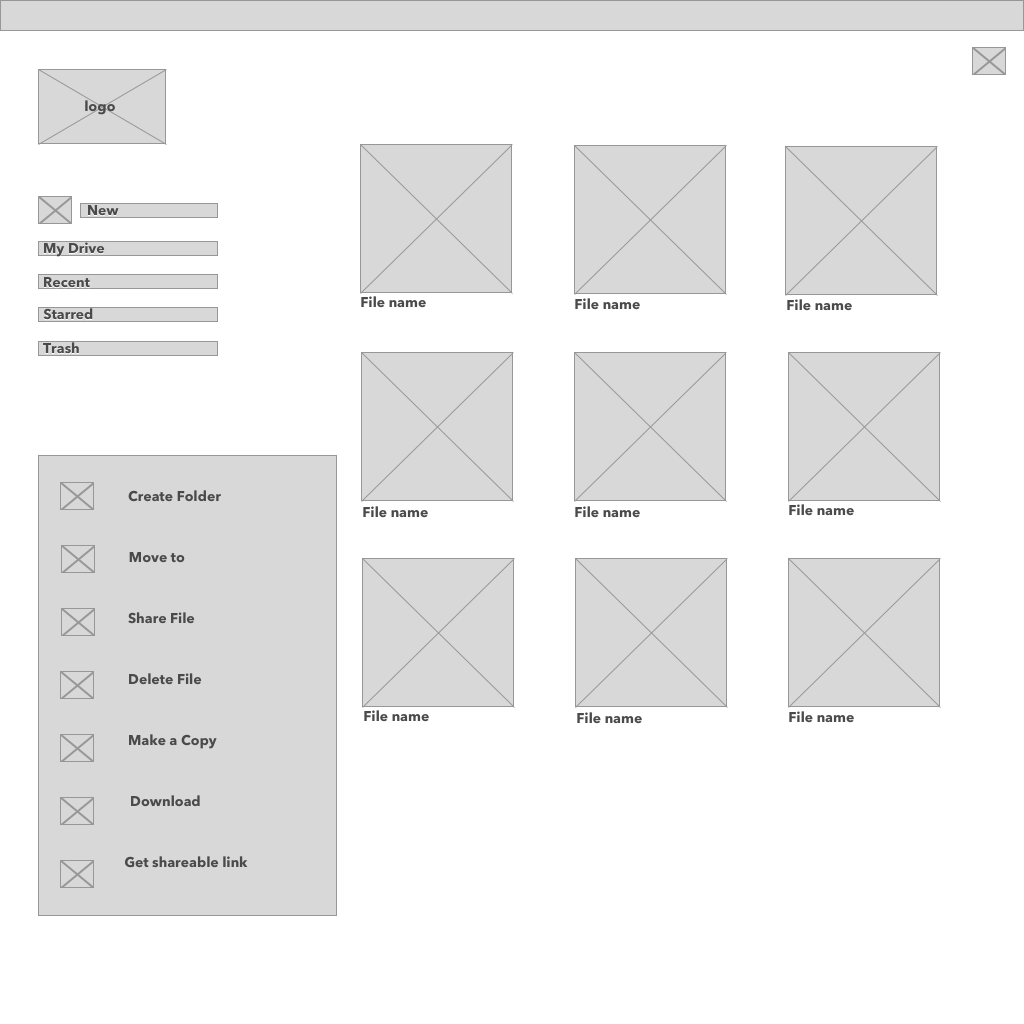 logo
New
My Drive
Recent
Starred
Trash
File name
File name
File name
File name
File name
File name
File name
File name
File name
Create Folder
Move to
Share File
Delete File
Make a Copy
Download
Get shareable link